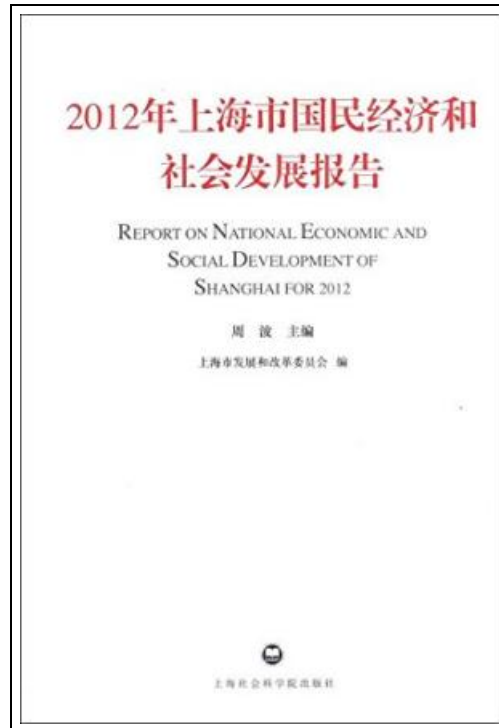 2012年上海市国民经济和
社会发展报告
REPORT ON NATIONAL ECONOMIC AND
SOCIAL DEVELOPMENT OF
SHANGHAI FOR 2012
周 波 主编
上海市发展和改革委员会 编
上海社会科学院出版社